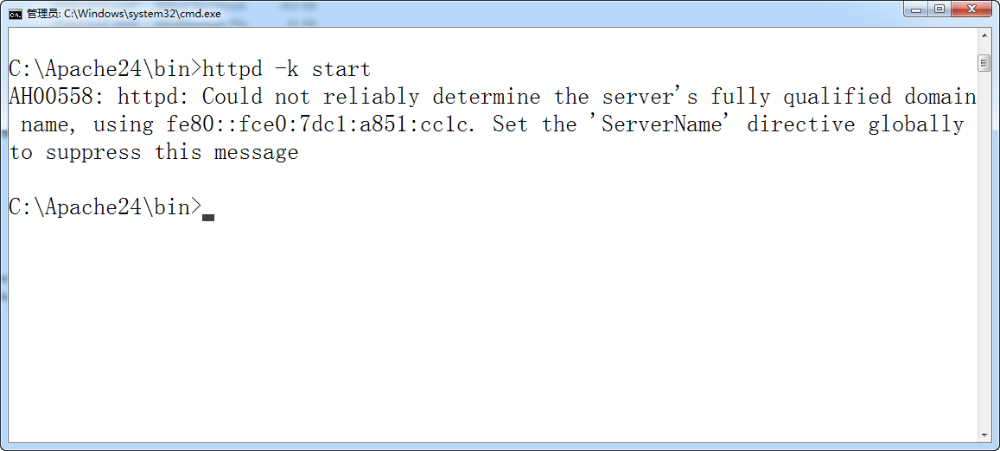 管理员: C:\Windows\system32\cmd.exe
C:\Apache24\bin>httpd -k start
AH00558: httpd: Could not reliably determine the server's fully qualified domain
name, using fe80::fce0:7dc1:a851:cc1c. Set the 'ServerName' directive globally
to suppress this message
C:\Apache24\bin>